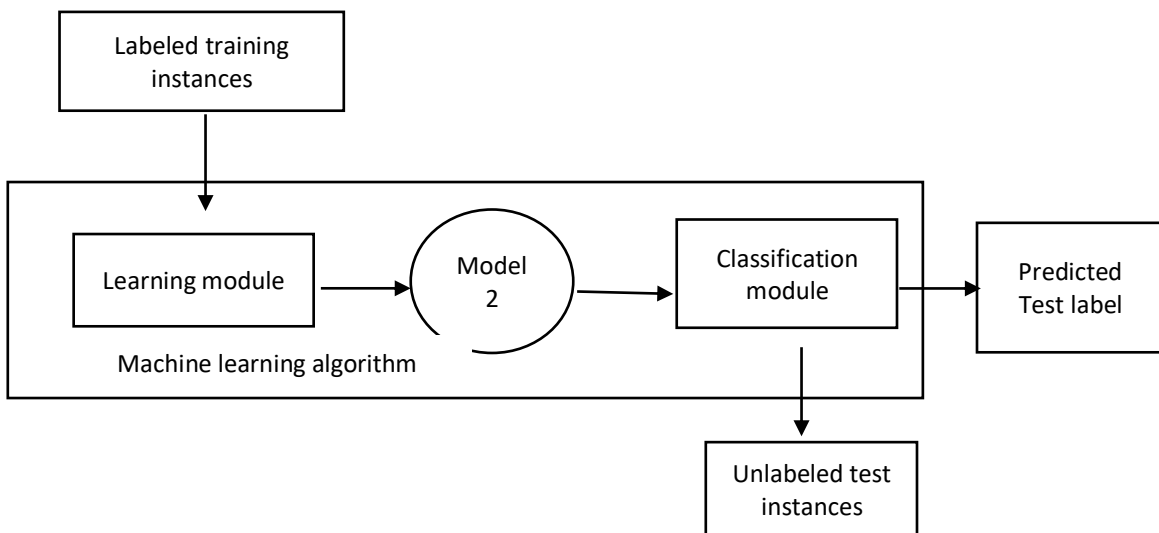 Labeled training
instances
Learning module
Model
2
Classification
module
Predicted
Test label
Machine learning algorithm
Unlabeled test
instances